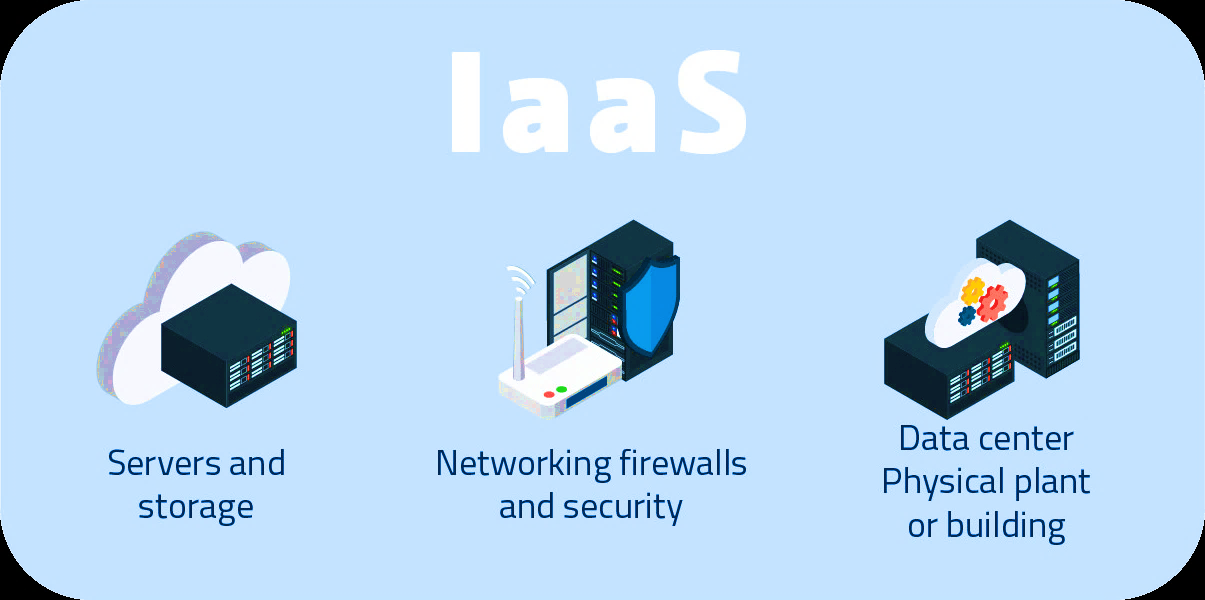 IaaS
Servers and
storage
Networking firewalls
and security
Data center
Physical plant
or building